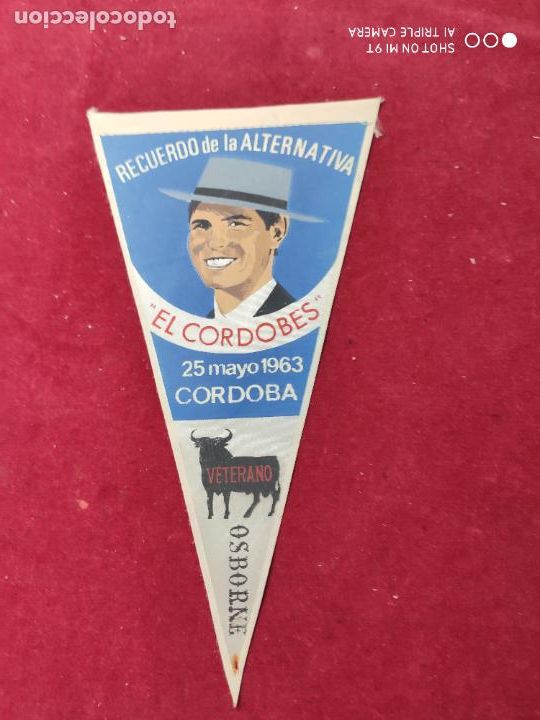 todocoleccion
SHOT ON MI 9T
AI TRIPLE CAMERA
RECUERDO de la ALTERNATIVA
"EL CORDOBES"
25 mayo 1963
CORDOBA
VETERANO
OSBORNE
todocoleccion